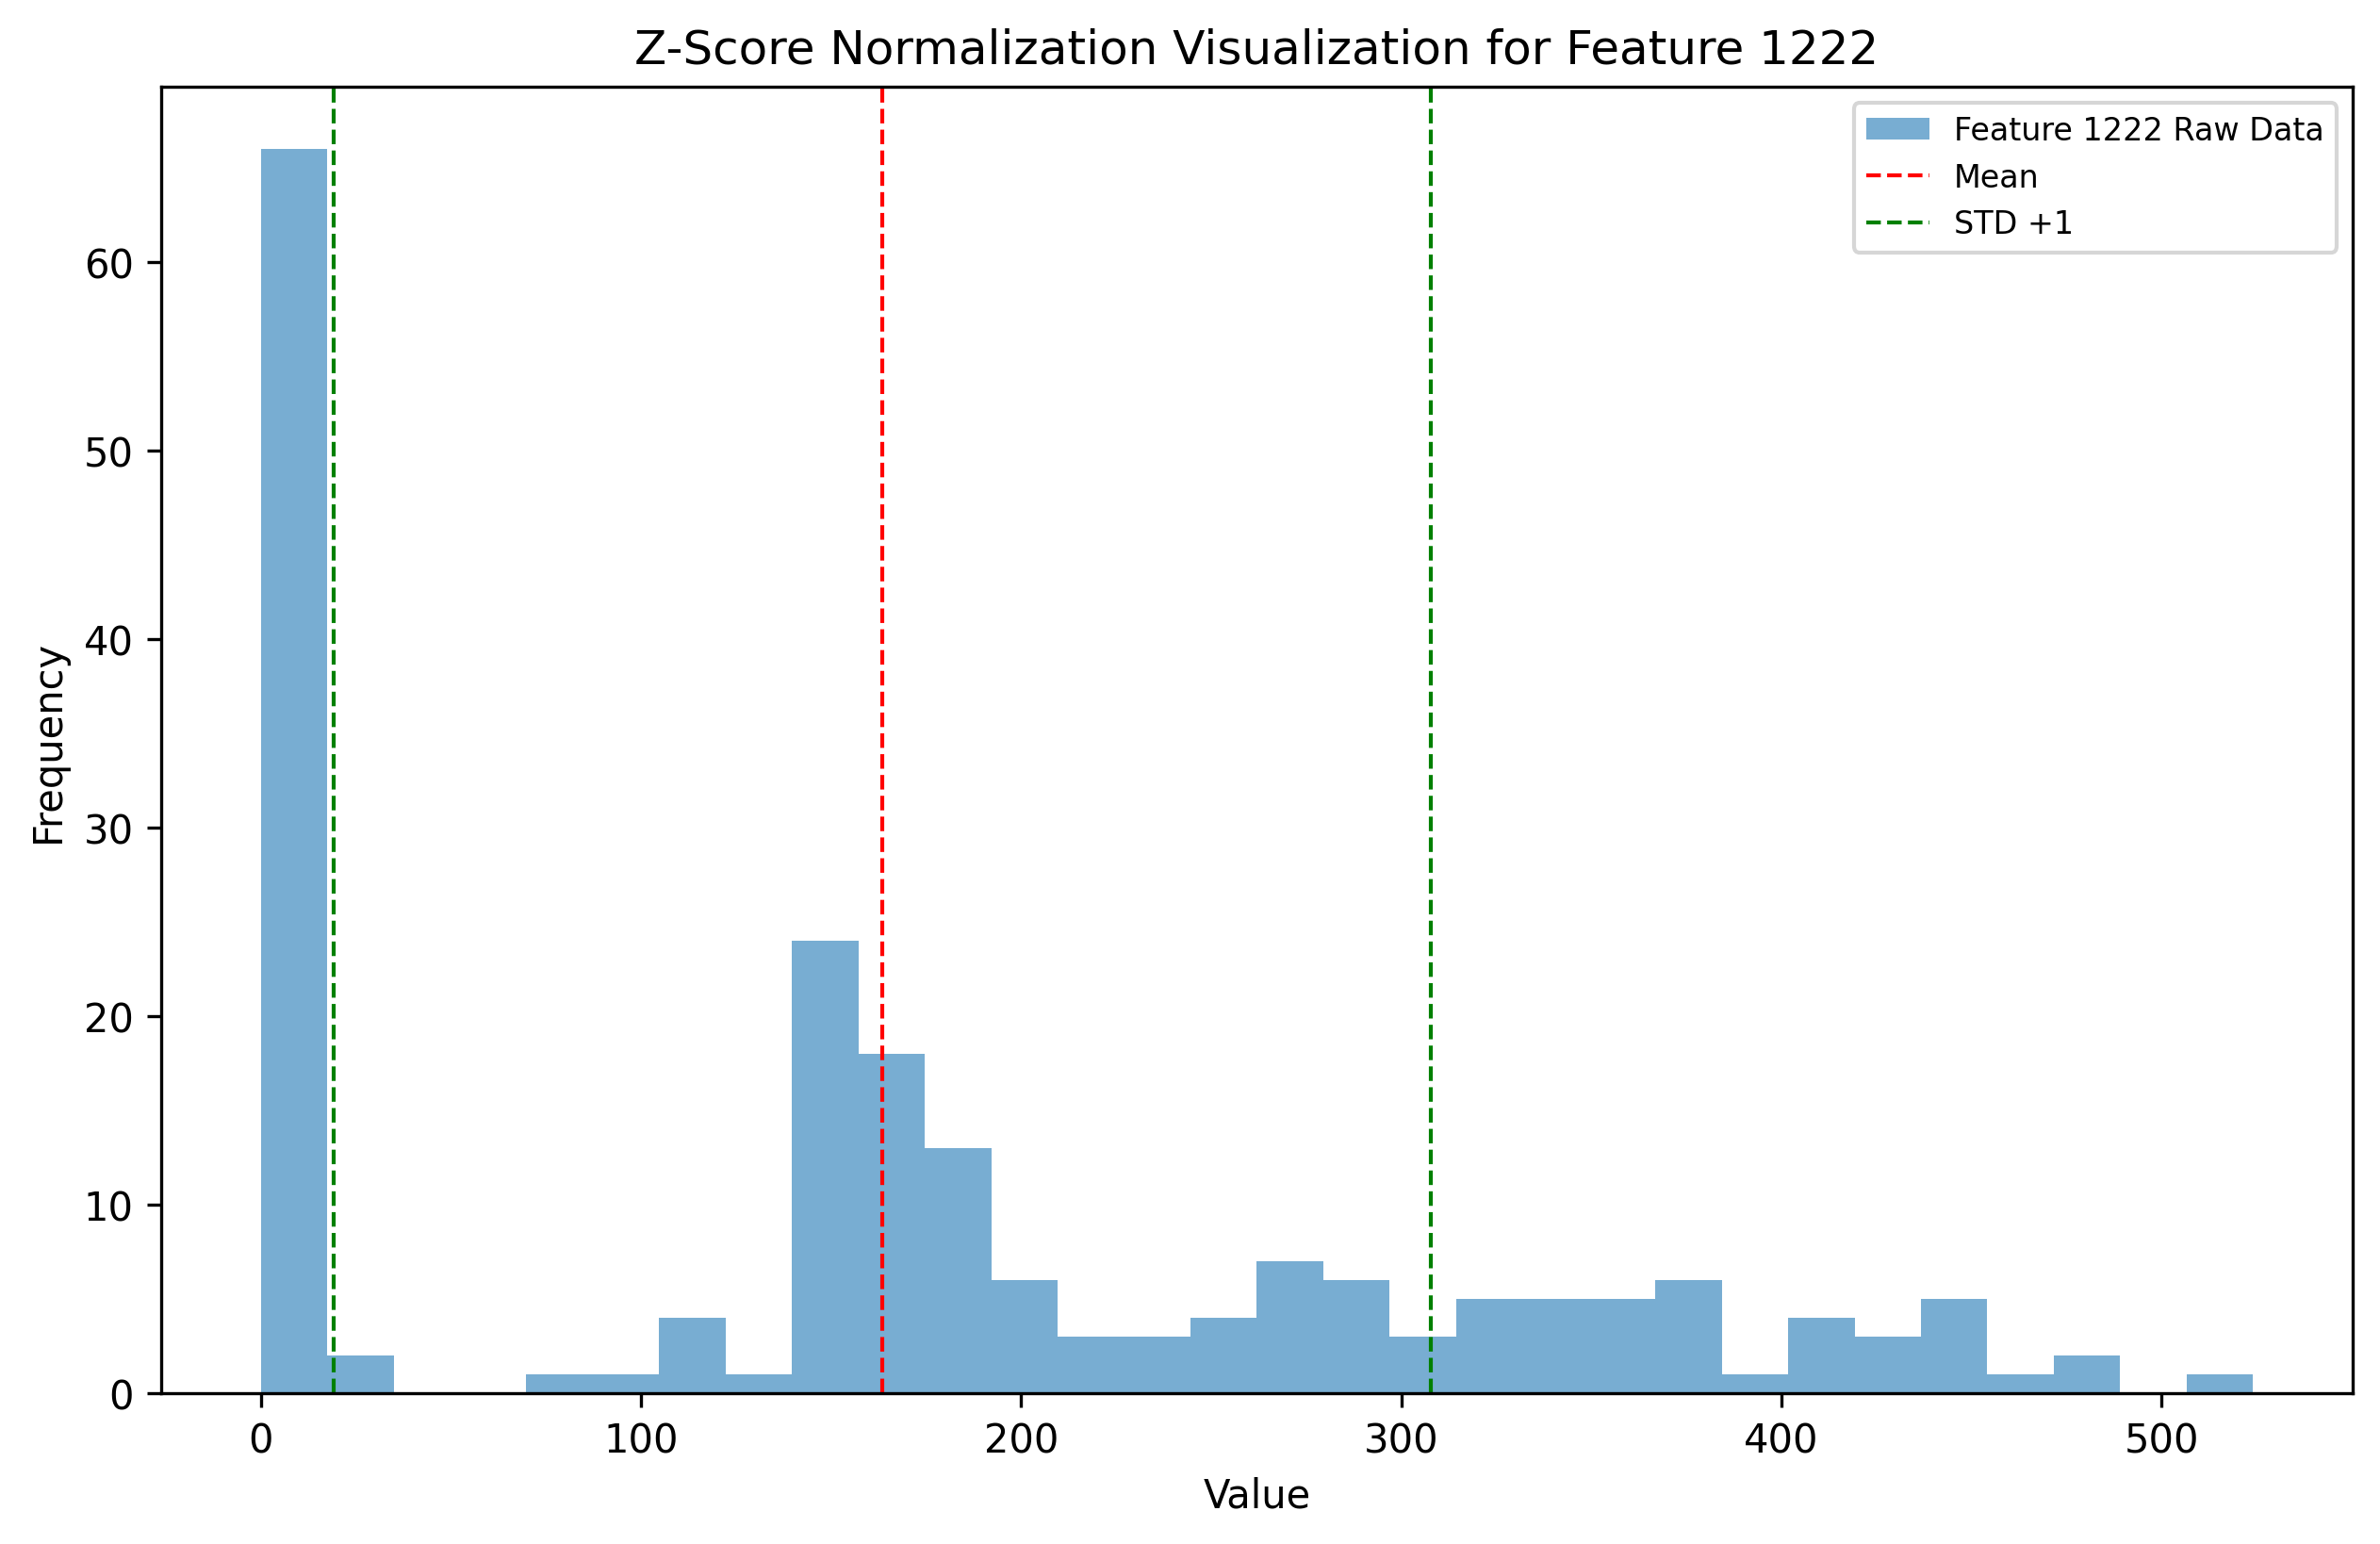 Z-Score Normalization Visualization for Feature 1222
Feature 1222 Raw Data
Mean
STD +1
60
50
40
30
20
10
0
Frequency
0 100 200 300 400 500
Value